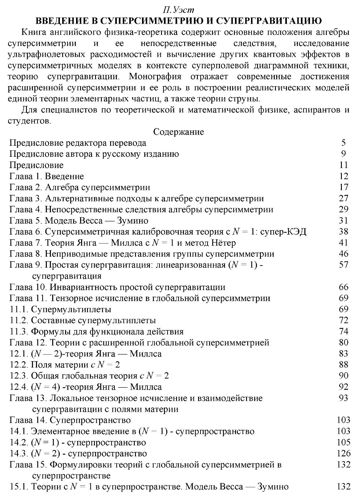 П.Уэст
ВВЕДЕНИЕ В СУПЕРСИММЕТРИЮ И СУПЕРГРАВИТАЦИЮ
Книга английского физика-теоретика содержит основные положения алгебры
суперсимметрии и ее непосредственные следствия, исследование
ультрафиолетовых расходимостей и вычисление других квантовых эффектов в
суперсимметричных моделях в контексте суперполевой диаграммной техники,
теорию супергравитации. Монография отражает современные достижения
расширенной суперсимметрии и ее роль в построении реалистических моделей
единой теории элементарных частиц, а также теории струны.
Для специалистов по теоретической и математической физике, аспирантов и
студентов.
Содержание
Предисловие редактора перевода 5
Предисловие автора к русскому изданию 9
Предисловие 11
Глава 1. Введение 12
Глава 2. Алгебра суперсимметрии 17
Глава 3. Альтернативные подходы к алгебре суперсимметрии 27
Глава 4. Непосредственные следствия алгебры суперсимметрии 29
Глава 5. Модель Весса — Зумино 31
Глава 6. Суперсимметричная калибровочная теория с N = 1: супер-КЭД 38
Глава 7. Теория Янга — Миллса с N = 1 и метод Нётер 41
Глава 8. Неприводимые представления группы суперсимметрии 46
Глава 9. Простая супергравитация: линеаризованная (N = 1) - 57
супергравитация
Глава 10. Инвариантность простой супергравитации 66
Глава 11. Тензорное исчисление в глобальной суперсимметрии 69
11.1. Супермультиплеты 69
11.2. Составные супермультиплеты 72
11.3. Формулы для функционала действия 74
Глава 12. Теории с расширенной глобальной суперсимметрией 80
12.1. (N — 2)-теория Янг — Миллса 83
12.2. Поля материи с N = 2 88
12.3. Общая глобальная теория с N = 2 90
12.4. (N = 4) -теория Янга — Миллса 92
Глава 13. Локальное тензорное исчисление и взаимодействие 93
супергравитации с полями материи
Глава 14. Суперпространство 103
14.1. Элементарное введение в (N = 1) - суперпространство 103
14.2. (N = 1) - суперпространство 105
14.3. (N = 2) - суперпространство 126
Глава 15. Формулировки теорий с глобальной суперсимметрией в 132
суперпространстве
15.1. Теории с N = 1 в суперпространстве. Модель Весса — Зумино 132